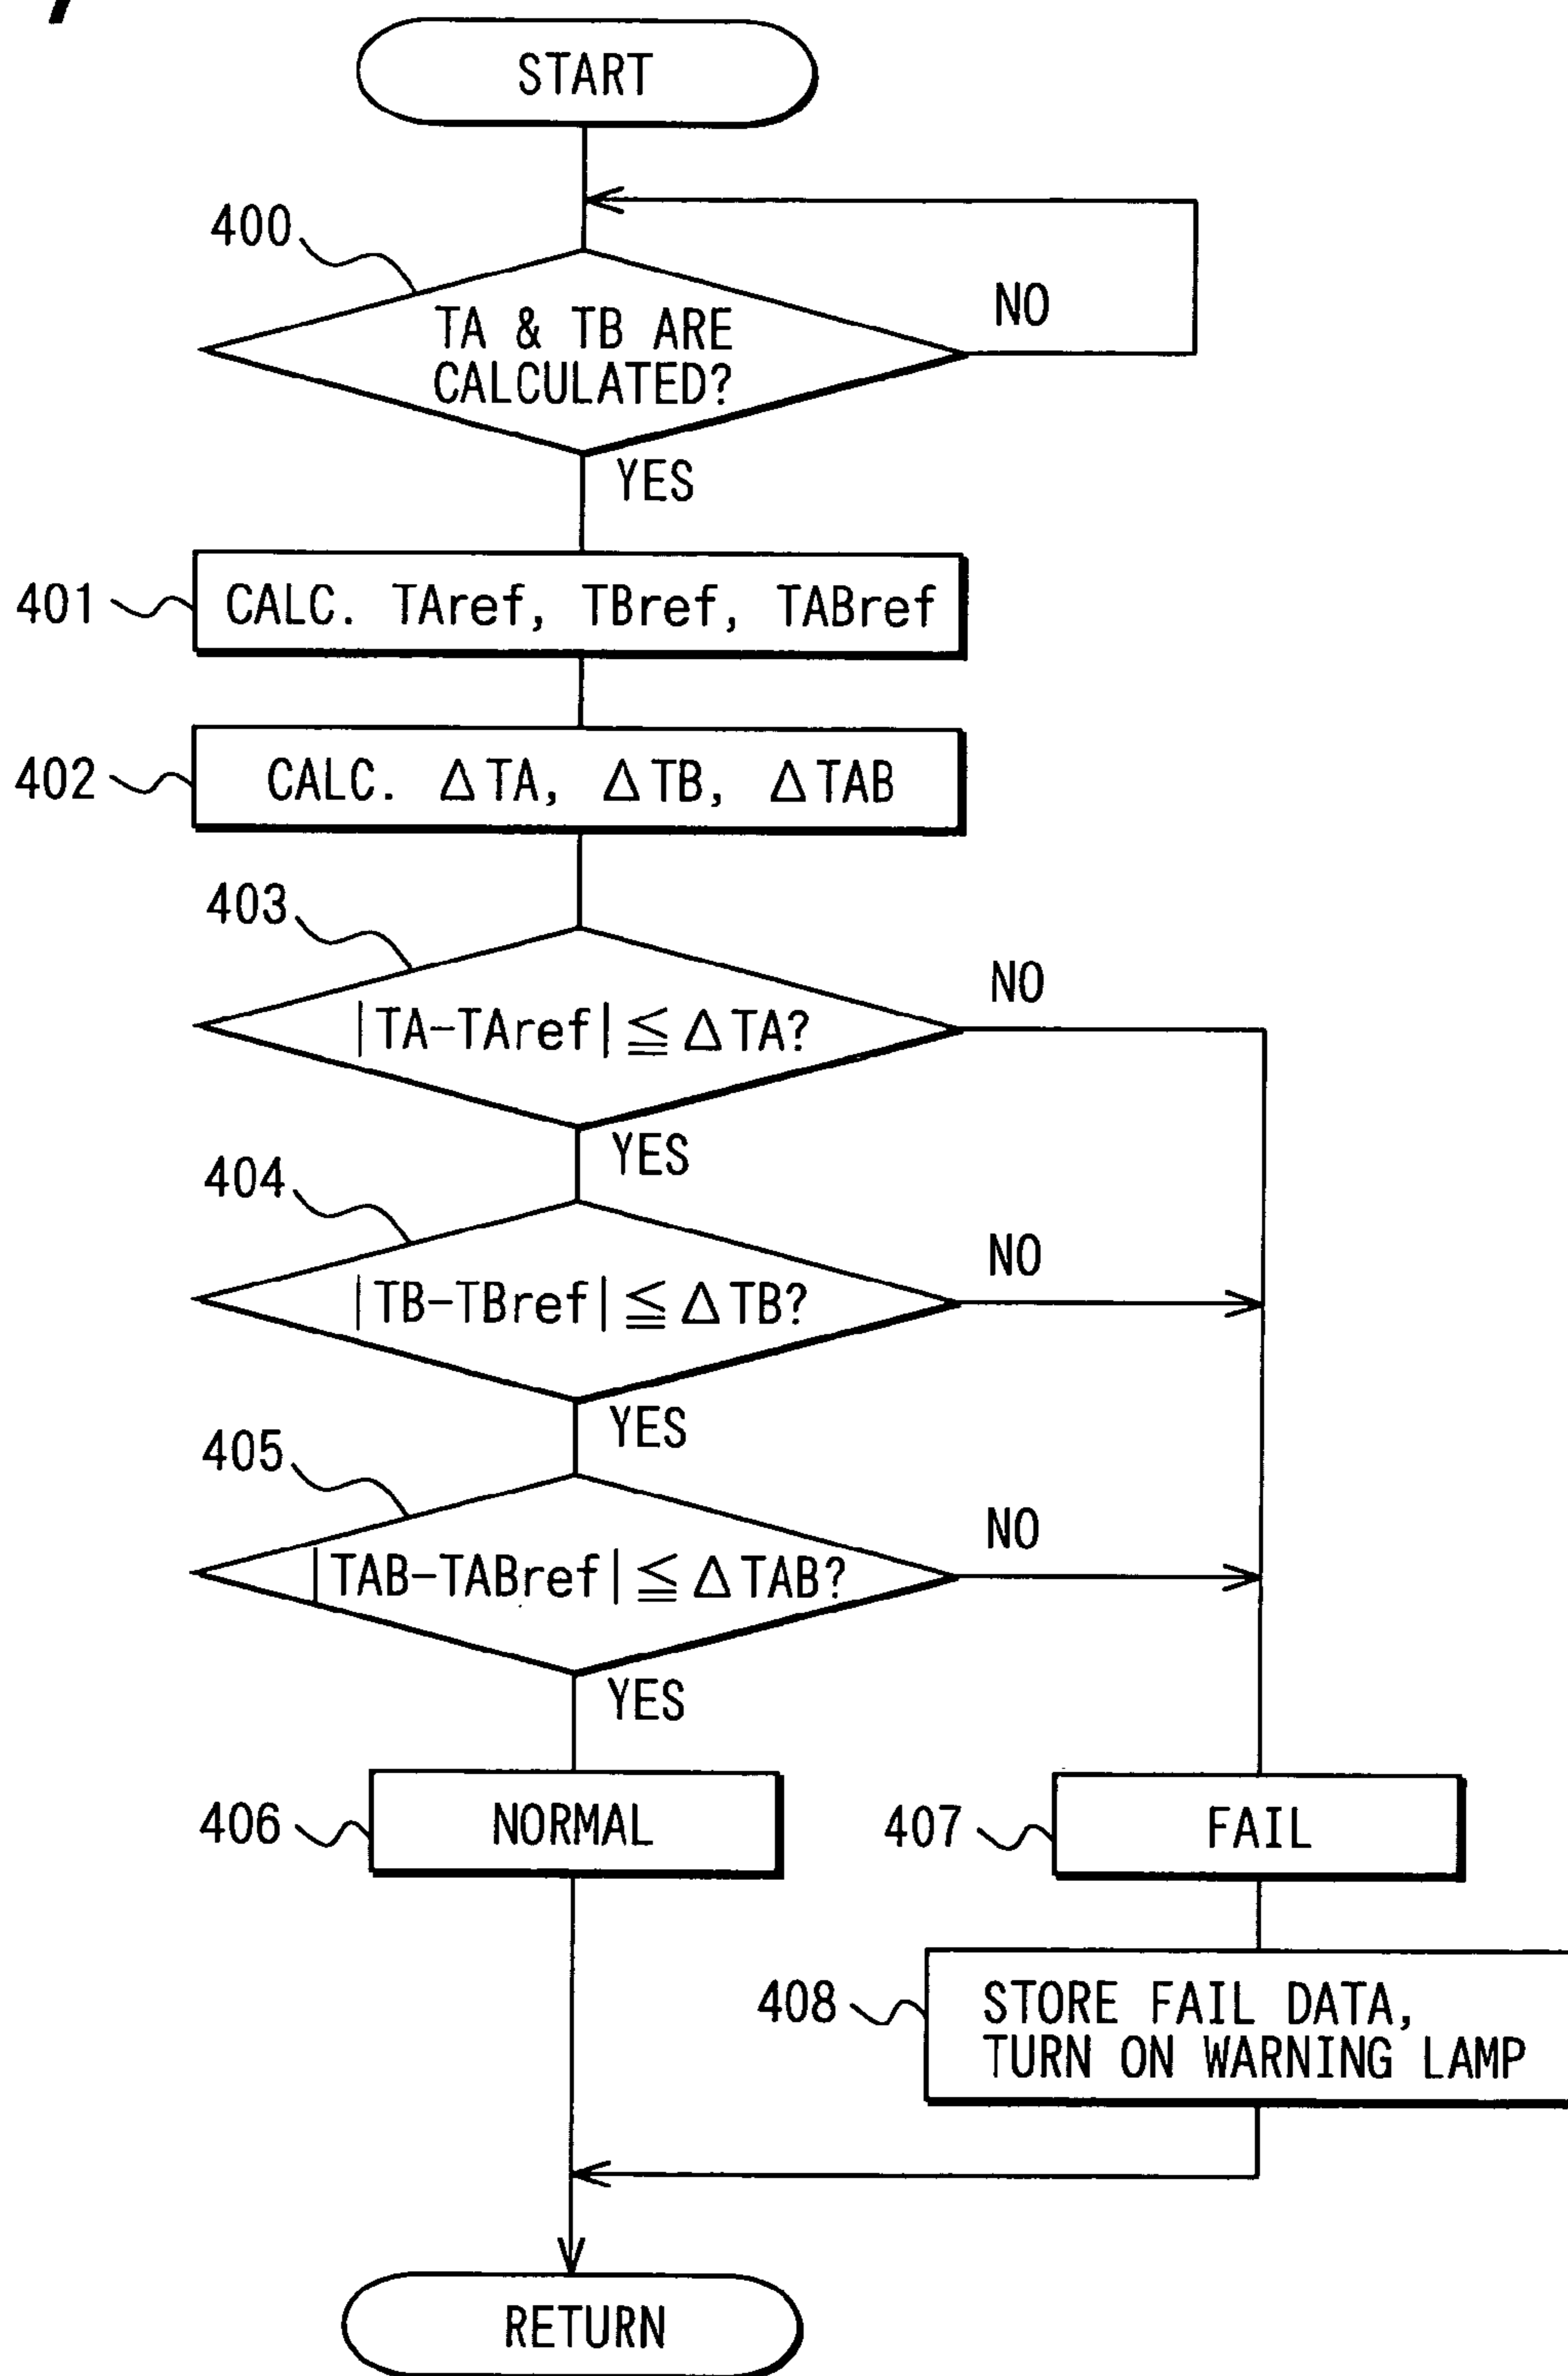 START
400
TA & TB ARE
CALCULATED?
NO
YES
401
CALC. TAref, TBref, TABref
402
CALC. ΔTA, ΔTB, ΔTAB
403
|TA-TAref|≦ΔTA?
NO
YES
404
|TB-TBref|≦ΔTB?
NO
YES
405
|TAB-TABref|≦ΔTAB?
NO
YES
406
NORMAL
407
FAIL
408
STORE FAIL DATA,
TURN ON WARNING LAMP
RETURN